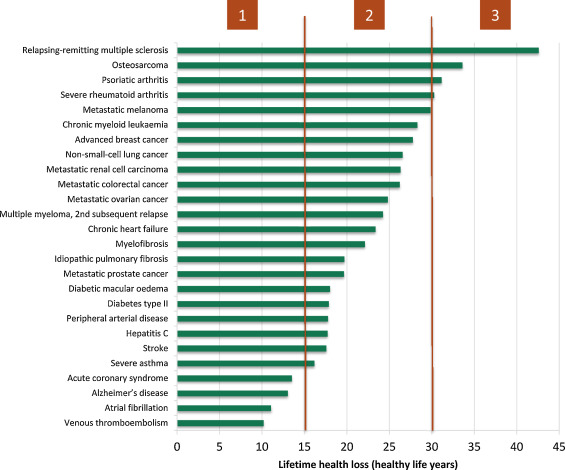 1 2 3
Relapsing-remitting multiple sclerosis
Osteosarcoma
Psoriatic arthritis
Severe rheumatoid arthritis
Metastatic melanoma
Chronic myeloid leukaemia
Advanced breast cancer
Non-small-cell lung cancer
Metastatic renal cell carcinoma
Metastatic colorectal cancer
Metastatic ovarian cancer
Multiple myeloma, 2nd subsequent relapse
Chronic heart failure
Myelofibrosis
Idiopathic pulmonary fibrosis
Metastatic prostate cancer
Diabetic macular oedema
Diabetes type II
Peripheral arterial disease
Hepatitis C
Stroke
Severe asthma
Acute coronary syndrome
Alzheimer's disease
Atrial fibrillation
Venous thromboembolism
0 5 10 15 20 25 30 35 40 45
Lifetime health loss (healthy life years)